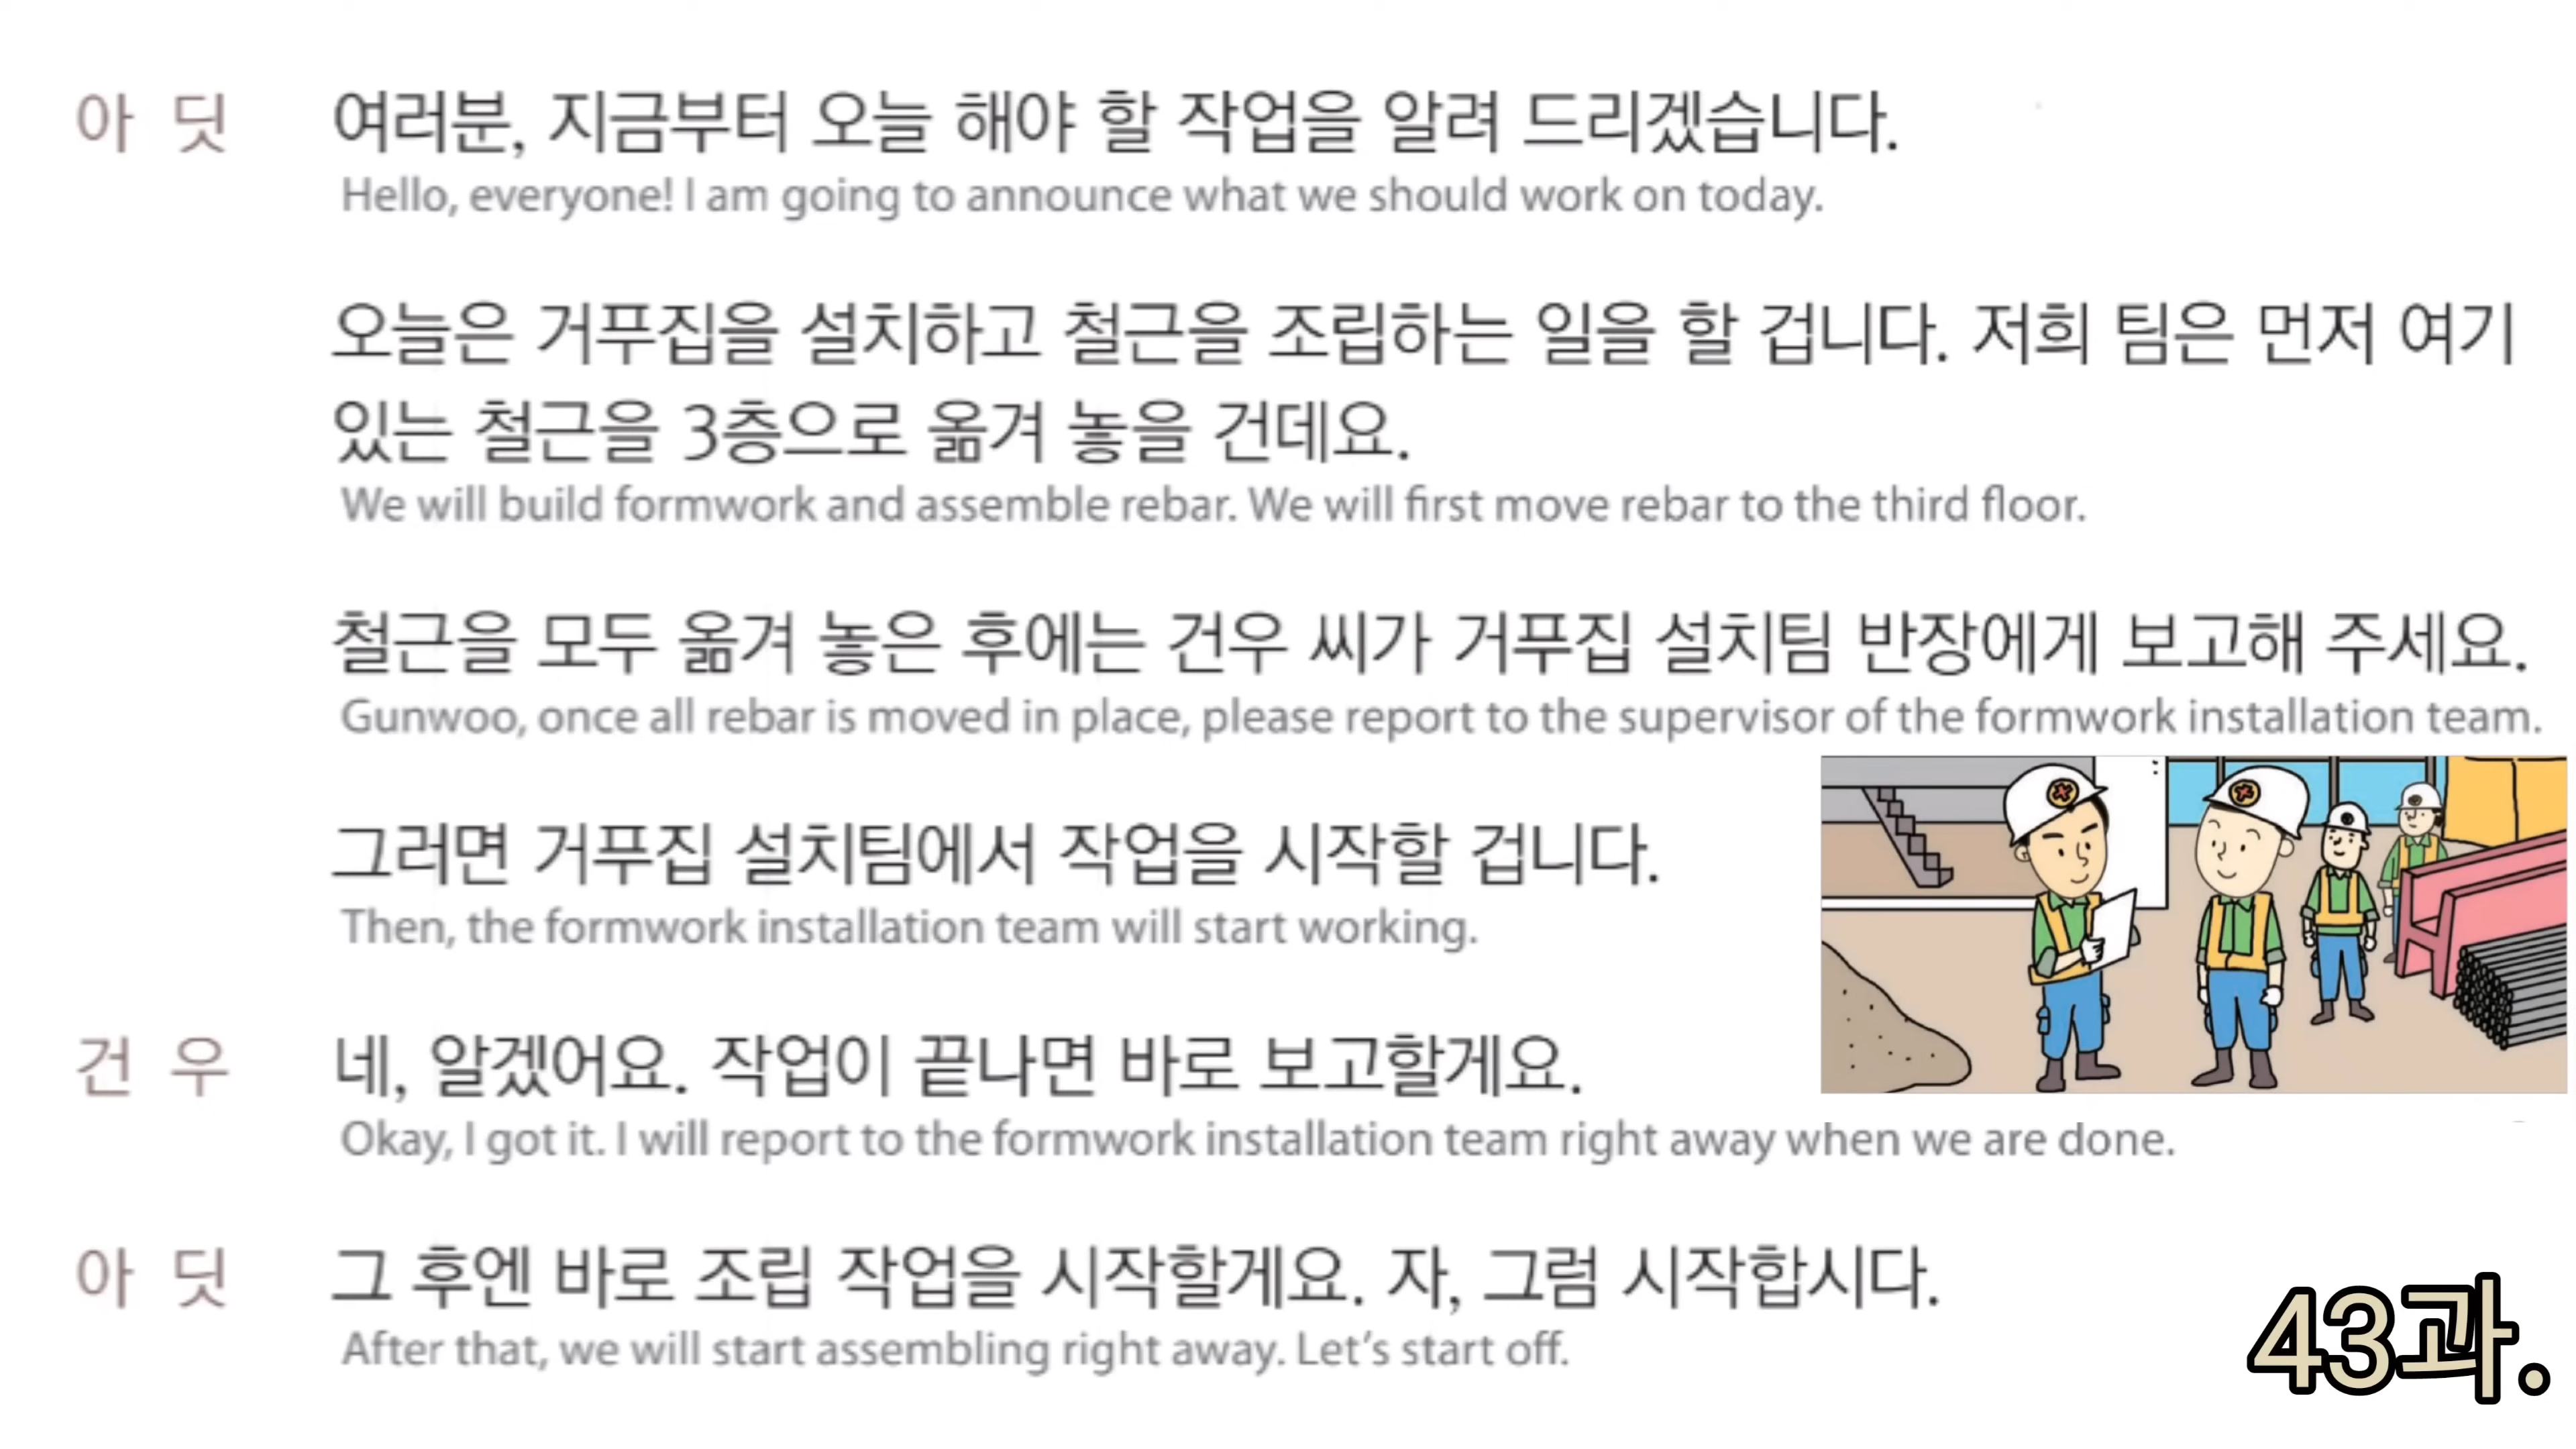 아 딧 여러분, 지금부터 오늘 해야 할 작업을 알려 드리겠습니다.
Hello, everyone! I am going to announce what we should work on today.
오늘은 거푸집을 설치하고 철근을 조립하는 일을 할 겁니다. 저희 팀은 먼저 여기
있는 철근을 3층으로 옮겨 놓을 건데요.
We will build formwork and assemble rebar. We will first move rebar to the third floor.
철근을 모두 옮겨 놓은 후에는 건우 씨가 거푸집 설치팀 반장에게 보고해 주세요.
Gunwoo, once all rebar is moved in place, please report to the supervisor of the formwork installation team.
그러면 거푸집 설치팀에서 작업을 시작할 겁니다.
Then, the formwork installation team will start working.
건 우 네, 알겠어요. 작업이 끝나면 바로 보고할게요.
Okay, I got it. I will report to the formwork installation team right away when we are done.
아 딧 그 후엔 바로 조립 작업을 시작할게요. 자, 그럼 시작합시다.
After that, we will start assembling right away. Let's start off.
43과.